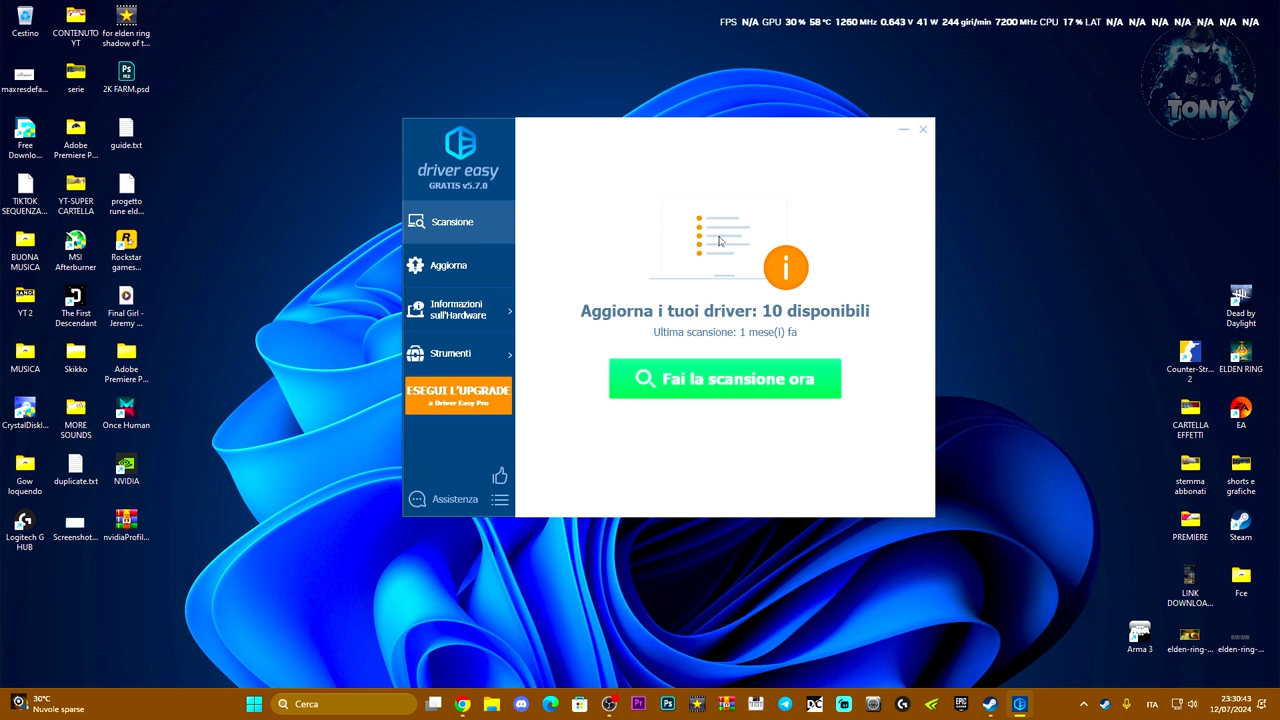 FPS N/A GPU 30 % 58 °C 1260 MHz 0.643 V 41 W 244 giri/min 7200 MHz CPU 17 % LAT N/A N/A N/A N/A N/A N/A N/A
TONY
Cestino
CONTENUTO
YT
for elden ring
shadow of t...
maxresdefa...
serie
2K FARM.psd
Free
Downlo...
Adobe
Premiere P...
guide.txt
TIKTOK
SEQUENZA...
YT-SUPER
CARTELLA
progetto
rune eld...
BUONA
MUSICA
MSI
Afterburner
Rockstar
games...
YT 2
The First
Descendant
Final Girl -
Jeremy ...
MUSICA
Skikko
Adobe
Premiere P...
CrystalDiskI...
MORE
SOUNDS
Once Human
Gow
loquendo
duplicate.txt
NVIDIA
Logitech G
HUB
Screenshot...
nvidiaProfil...
driver easy
GRATIS v5.7.0
Scansione
Aggiorna
Informazioni
sull'Hardware
Strumenti
ESEGUI L'UPGRADE
a Driver Easy Pro
Assistenza
Aggiorna i tuoi driver: 10 disponibili
Ultima scansione: 1 mese(i) fa
Fai la scansione ora
Dead by
Daylight
Counter-Str...
2
ELDEN RING
CARTELLA
EFFETTI
EA
stemma
abbonati
shorts e
grafiche
PREMIERE
Steam
LINK
DOWNLOA...
Fce
Arma 3
elden-ring-...
elden-ring-...
30°C
Nuvole sparse
Cerca
ITA
23:30:43
12/07/2024